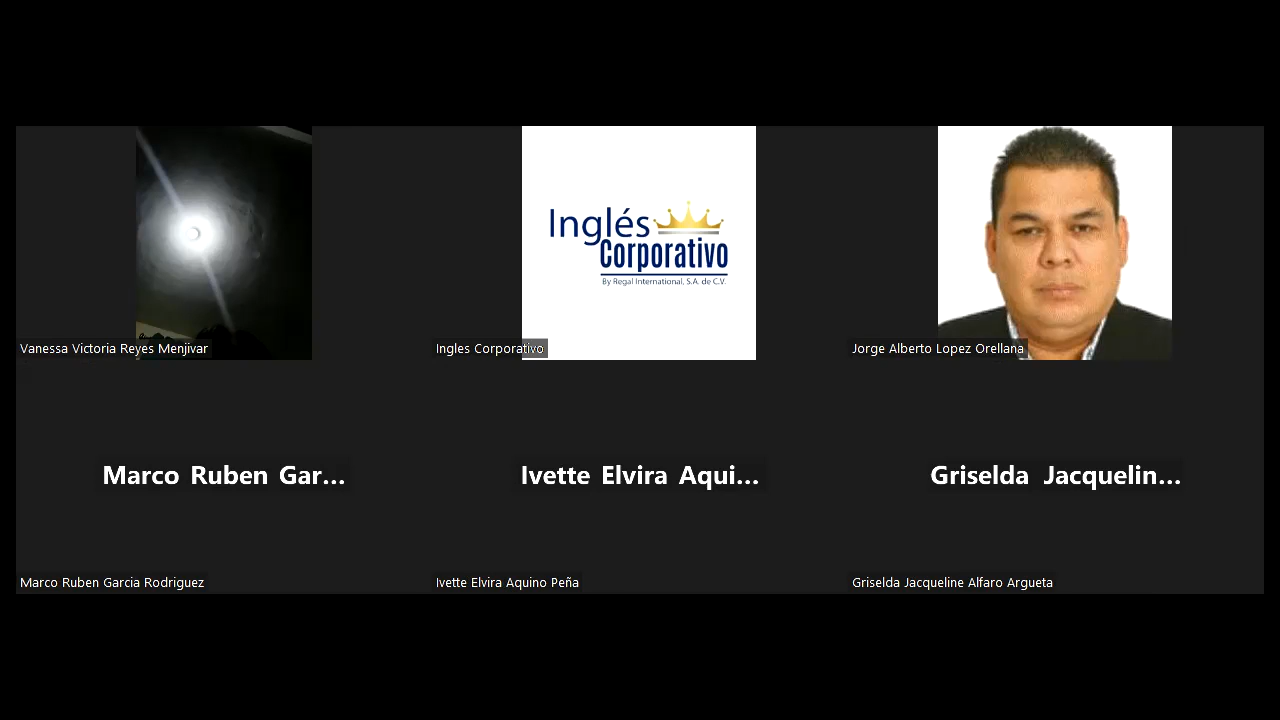 Inglés
Corporativo
By Regal International, S.A. de C.V.
Vanessa Victoria Reyes Menjivar
Ingles Corporativo
Jorge Alberto Lopez Orellana
Marco Ruben Gar...
Ivette Elvira Aqui...
Griselda Jacquelin...
Marco Ruben Garcia Rodriguez
Ivette Elvira Aquino Peña
Griselda Jacqueline Alfaro Argueta